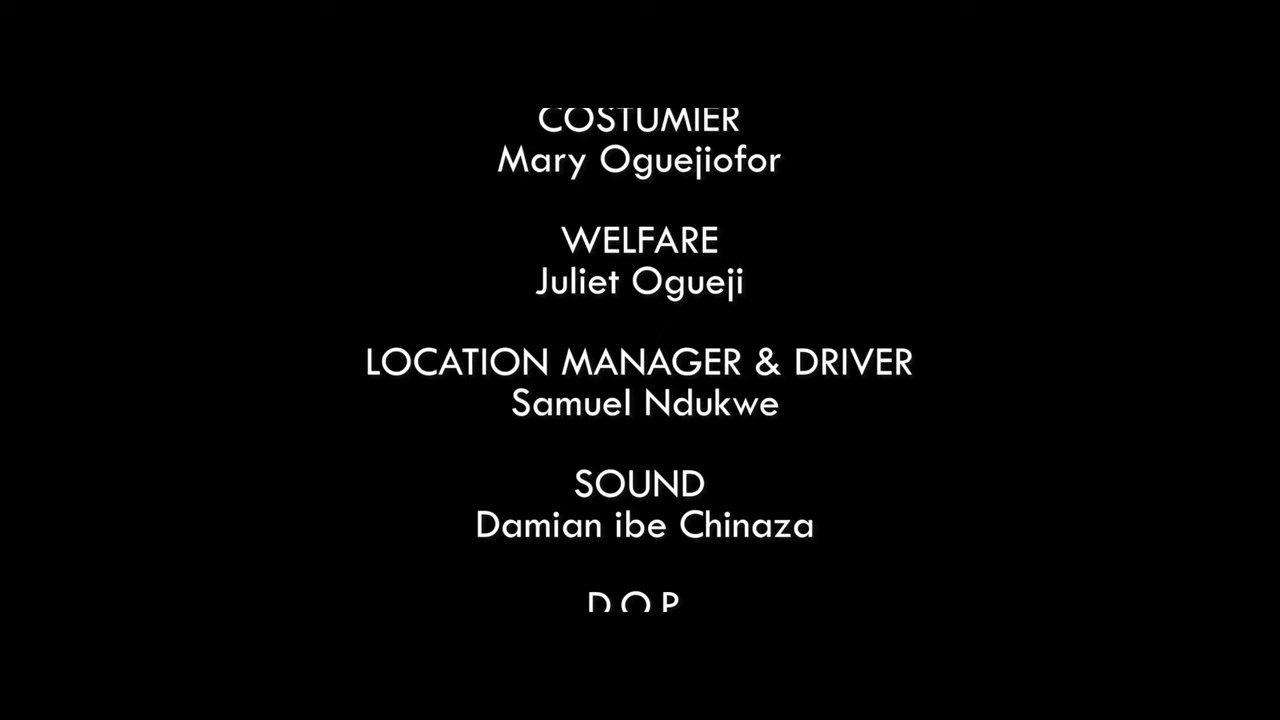 COSTUMIER
Mary Oguejiofor
WELFARE
Juliet Ogueji
LOCATION MANAGER & DRIVER
Samuel Ndukwe
SOUND
Damian ibe Chinaza
D.O.P